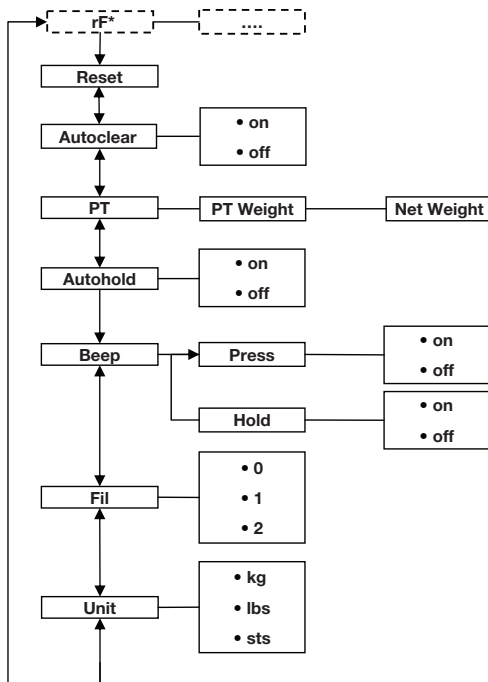 rF*
....
Reset
Autoclear
• on
• off
PT
PT Weight
Net Weight
Autohold
• on
• off
Beep
Press
• on
• off
Hold
• on
• off
Fil
• 0
• 1
• 2
Unit
• kg
• lbs
• sts